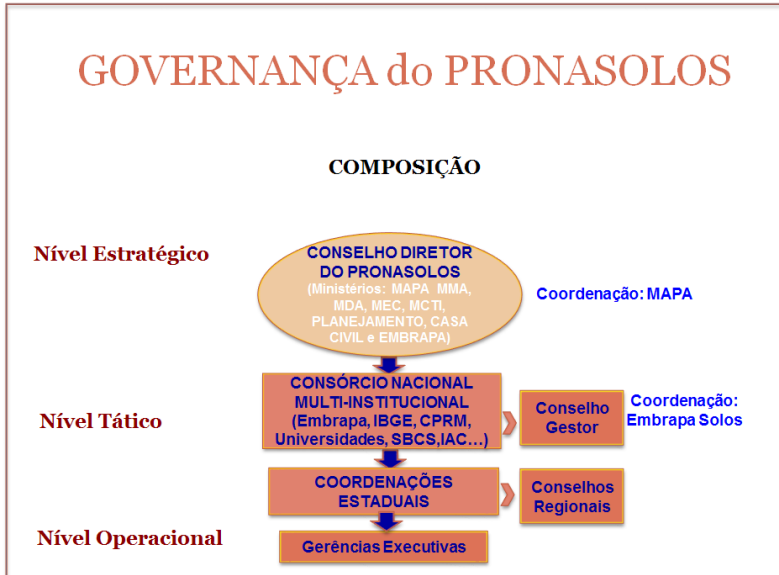 GOVERNANÇA do PRONASOLOS
COMPOSIÇÃO
Nível Estratégico
CONSELHO DIRETOR
DO PRONASOLOS
(Ministérios: MAPA MMA,
MDA, MEC, MCTI,
PLANEJAMENTO, CASA
CIVIL e EMBRAPA)
Coordenação: MAPA
Nível Tático
CONSÓRCIO NACIONAL
MULTI-INSTITUCIONAL
(Embrapa, IBGE, CPRM,
Universidades, SBCS,IAC...)
Conselho
Gestor
Coordenação:
Embrapa Solos
COORDENAÇÕES
ESTADUAIS
Conselhos
Regionais
Nível Operacional
Gerências Executivas